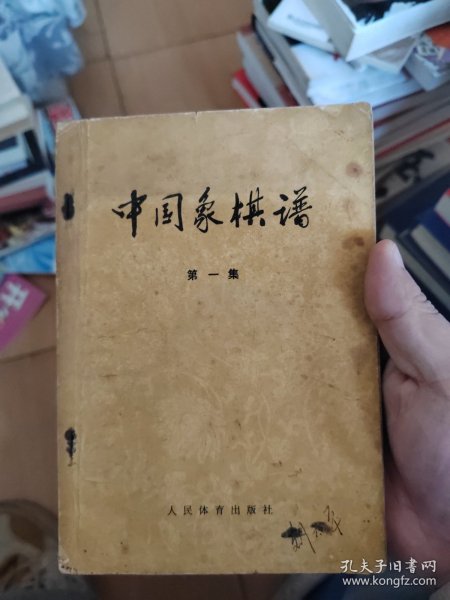 中国象棋谱
第一集
人民体育出版社
孔夫子旧书网
www.kongfz.com